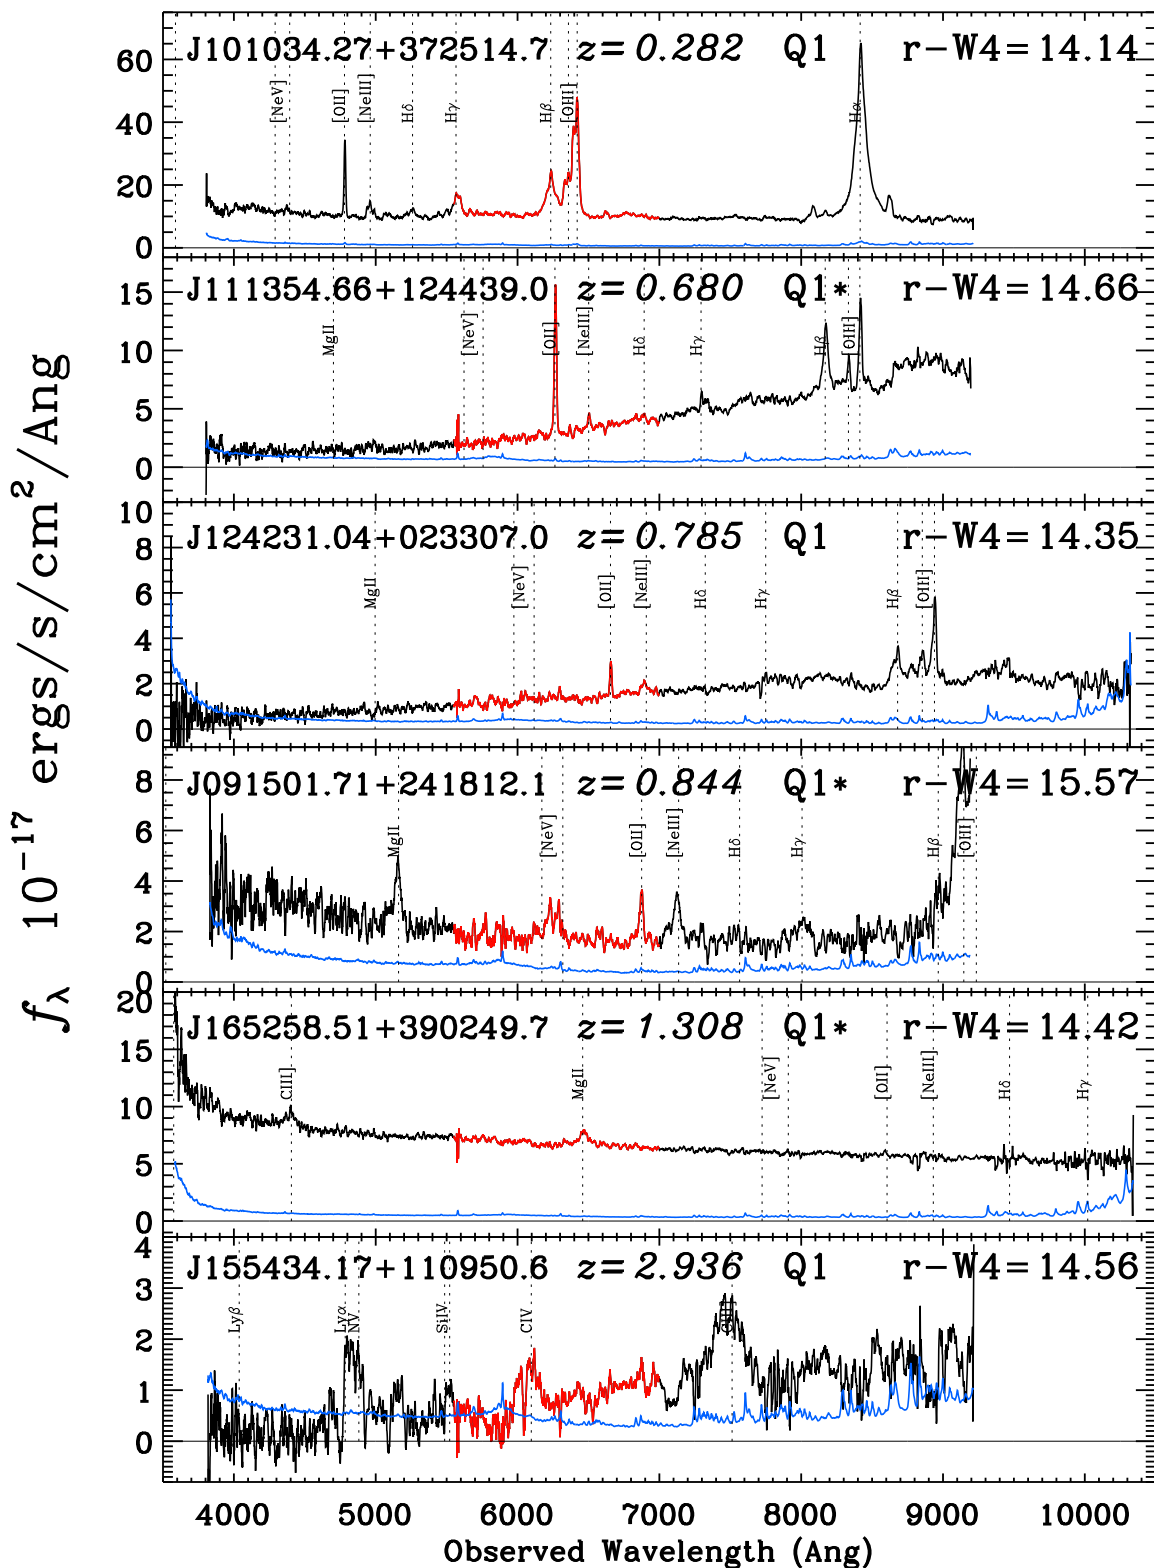 J101034.27+372514.7 z=0.282 Q1 r-W4=14.14
[NeV] [OII] [NeIII] Hδ Hγ Hβ [OIII] Hα
60
40
20
0
J111354.66+124439.0 z=0.680 Q1* r-W4=14.66
MgII [NeV] [OII] [NeIII] Hδ Hγ Hβ [OIII]
15
10
5
0
J124231.04+023307.0 z=0.785 Q1 r-W4=14.35
MgII [NeV] [OII] [NeIII] Hδ Hγ Hβ [OIII]
10
8
6
4
2
0
J091501.71+241812.1 z=0.844 Q1* r-W4=15.57
MgII [NeV] [OII] [NeIII] Hδ Hγ Hβ [OIII]
8
6
4
2
0
J165258.51+390249.7 z=1.308 Q1* r-W4=14.42
CIII] MgII [NeV] [OII] [NeIII] Hδ Hγ
20
15
10
5
0
J155434.17+110950.6 z=2.936 Q1 r-W4=14.56
Lyβ Lyα NV SiIV CIV CIII]
4
3
2
1
0
4000 5000 6000 7000 8000 9000 10000
Observed Wavelength (Ang)
fλ 10⁻¹⁷ ergs/s/cm²/Ang